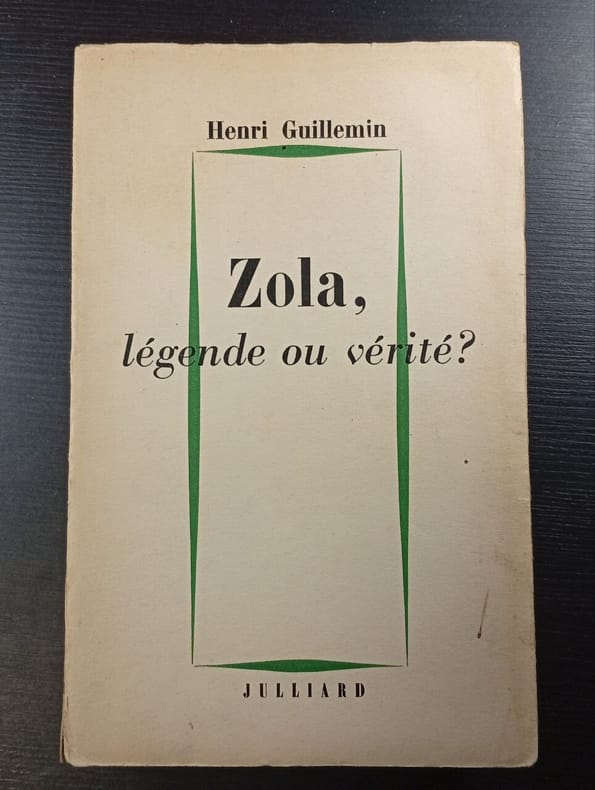 Henri Guillemin
Zola,
légende ou vérité?
JULLIARD